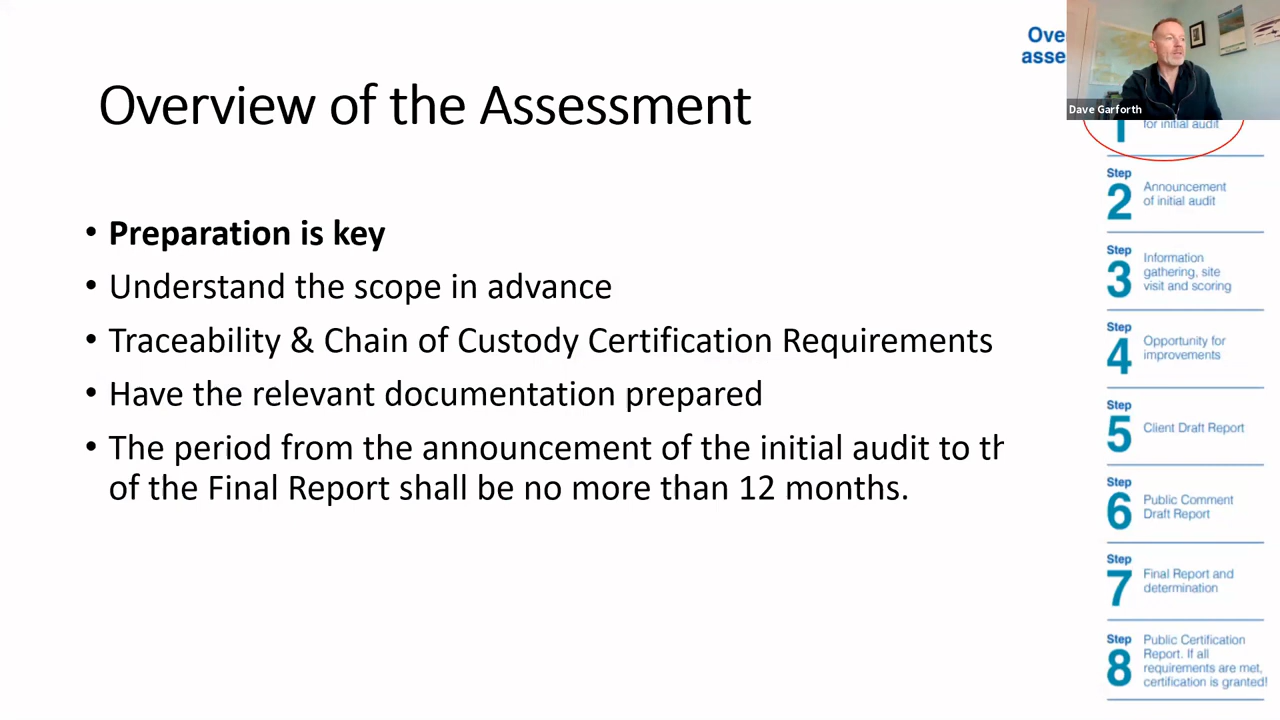 Overview of the Assessment
• Preparation is key
• Understand the scope in advance
• Traceability & Chain of Custody Certification Requirements
• Have the relevant documentation prepared
• The period from the announcement of the initial audit to
of the Final Report shall be no more than 12 months.
Dave Garforth
1
for initial audit
Step
2
Announcement
of initial audit
Step
3
Information
gathering, site
visit and scoring
Step
4
Opportunity for
improvements
Step
5
Client Draft Report
Step
6
Public Comment
Draft Report
Step
7
Final Report and
determination
Step
8
Public Certification
Report. If all
requirements are met,
certification is granted!